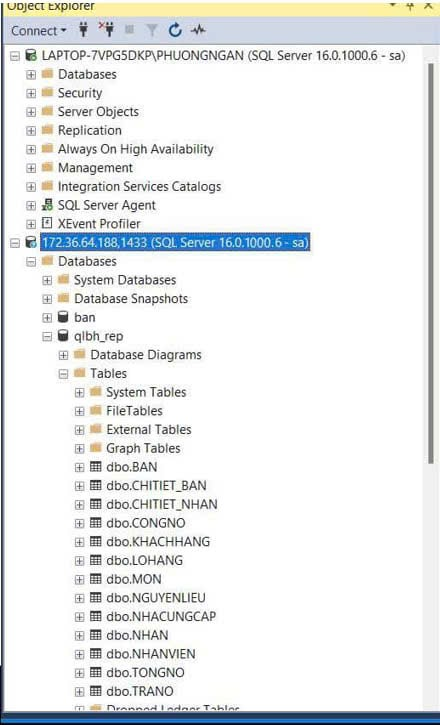 Object Explorer
Connect
LAPTOP-7VPG5DKP\PHUONGNGAN (SQL Server 16.0.1000.6 - sa)
Databases
Security
Server Objects
Replication
Always On High Availability
Management
Integration Services Catalogs
SQL Server Agent
XEvent Profiler
172.36.64.188,1433 (SQL Server 16.0.1000.6 - sa)
Databases
System Databases
Database Snapshots
ban
qlbh_rep
Database Diagrams
Tables
System Tables
FileTables
External Tables
Graph Tables
dbo.BAN
dbo.CHITIET_BAN
dbo.CHITIET_NHAN
dbo.CONGNO
dbo.KHACHHANG
dbo.LOHANG
dbo.MON
dbo.NGUYENLIEU
dbo.NHACUNGCAP
dbo.NHAN
dbo.NHANVIEN
dbo.TONGNO
dbo.TRANO
Dropped Ledger Tables